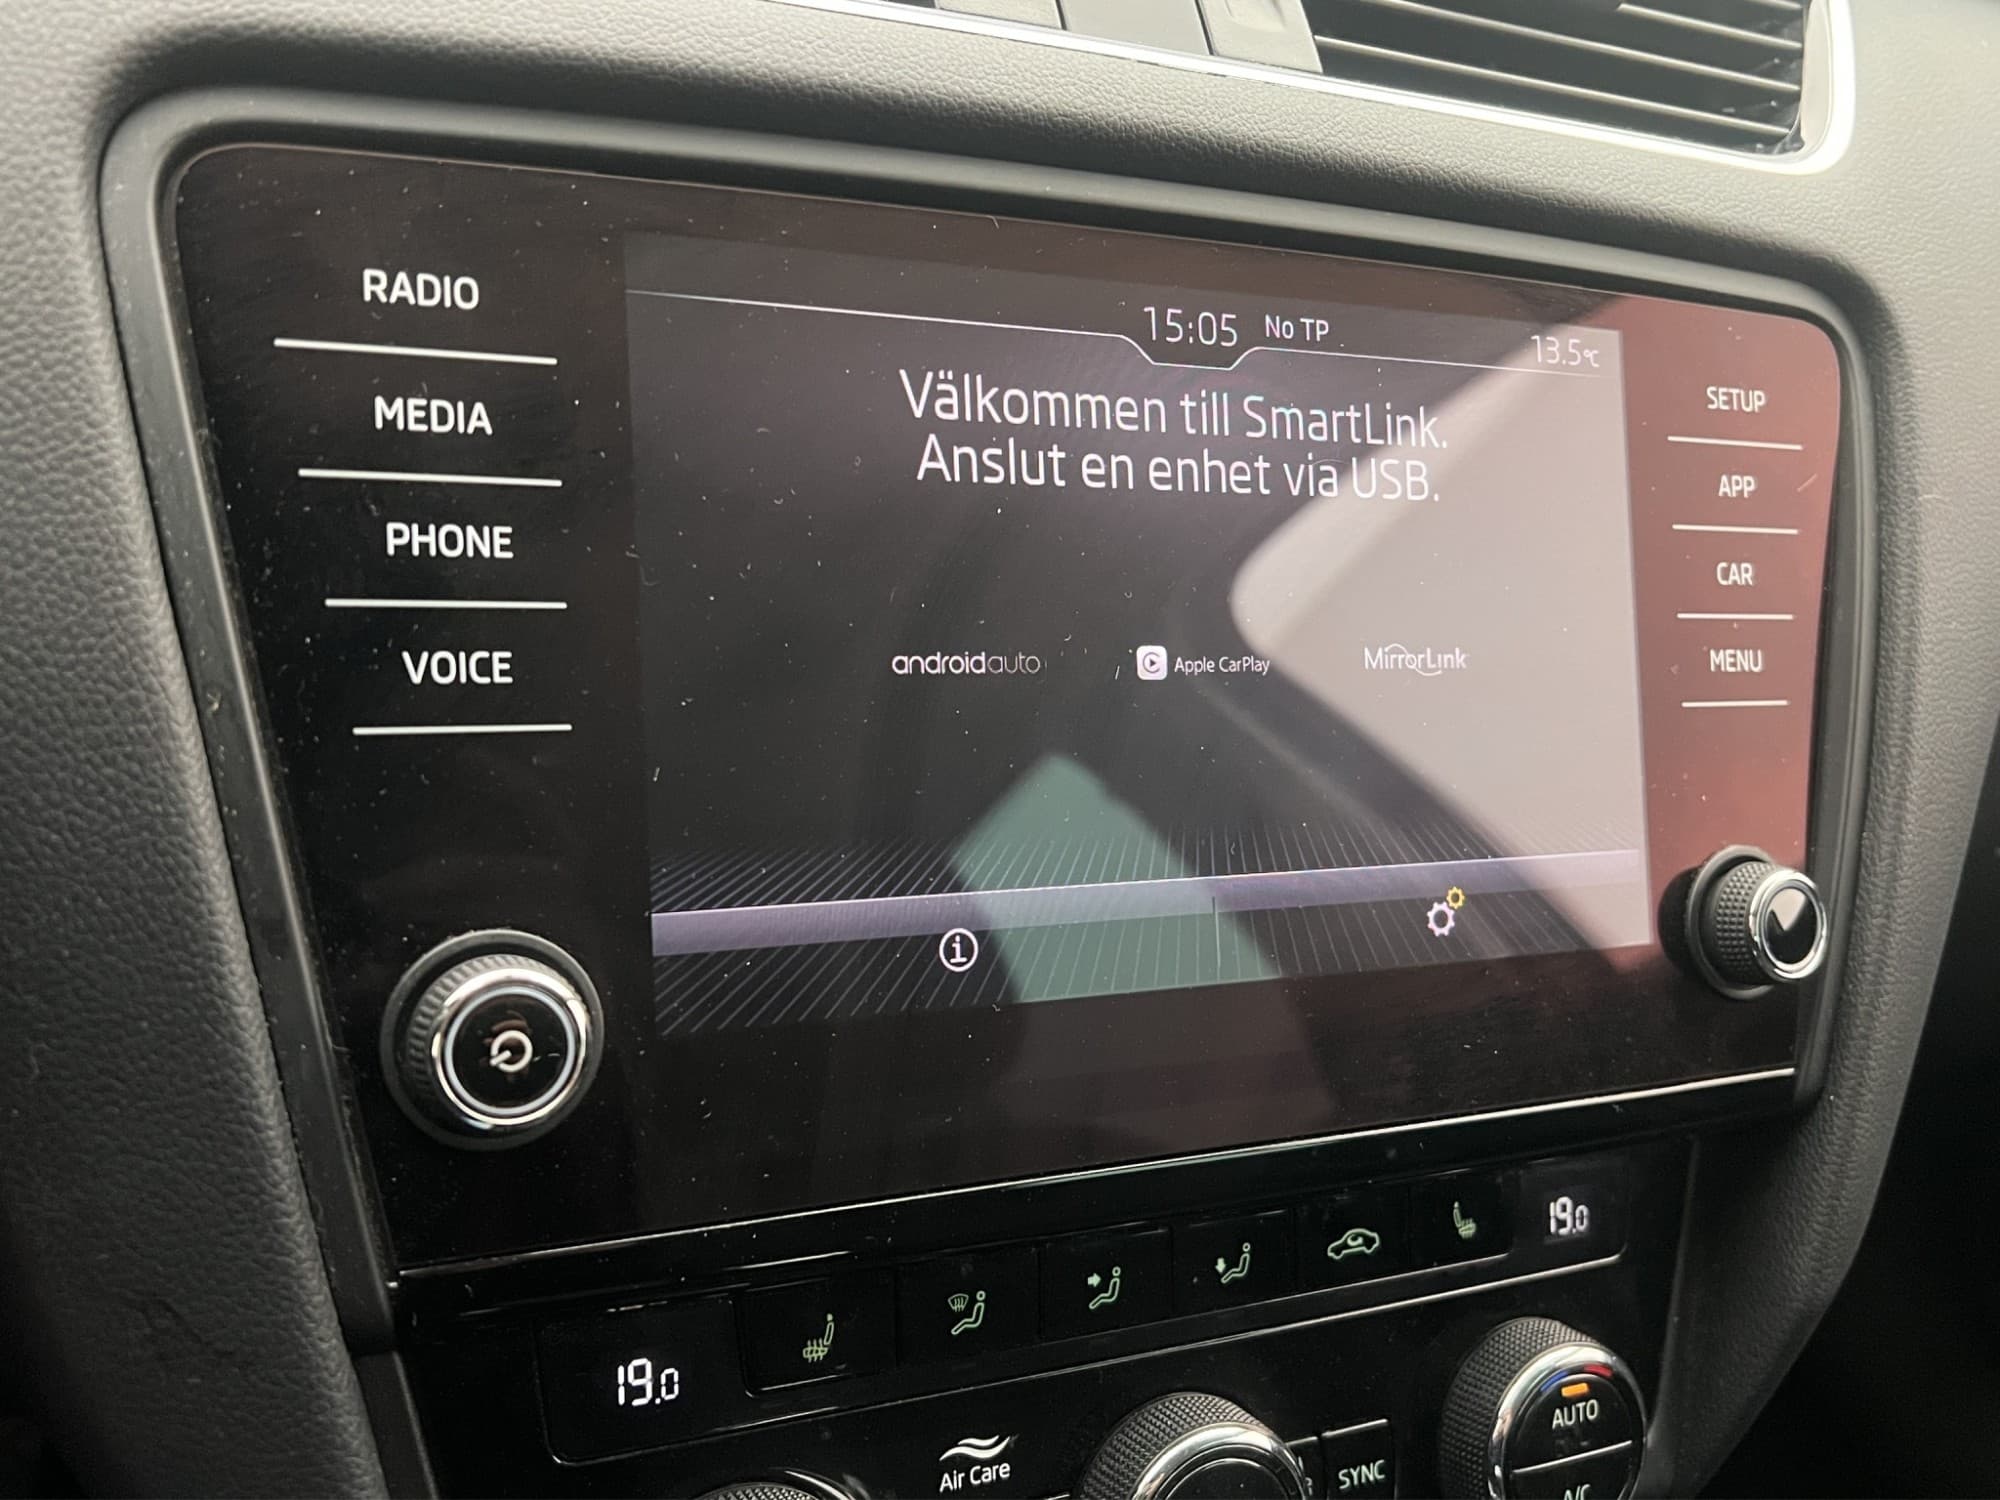 RADIO
MEDIA
PHONE
VOICE
15:05 No TP
13.5°C
Välkommen till SmartLink.
Anslut en enhet via USB.
androidauto
Apple CarPlay
MirrorLink
SETUP
APP
CAR
MENU
19.0
19.0
Air Care
SYNC
AUTO
A/C